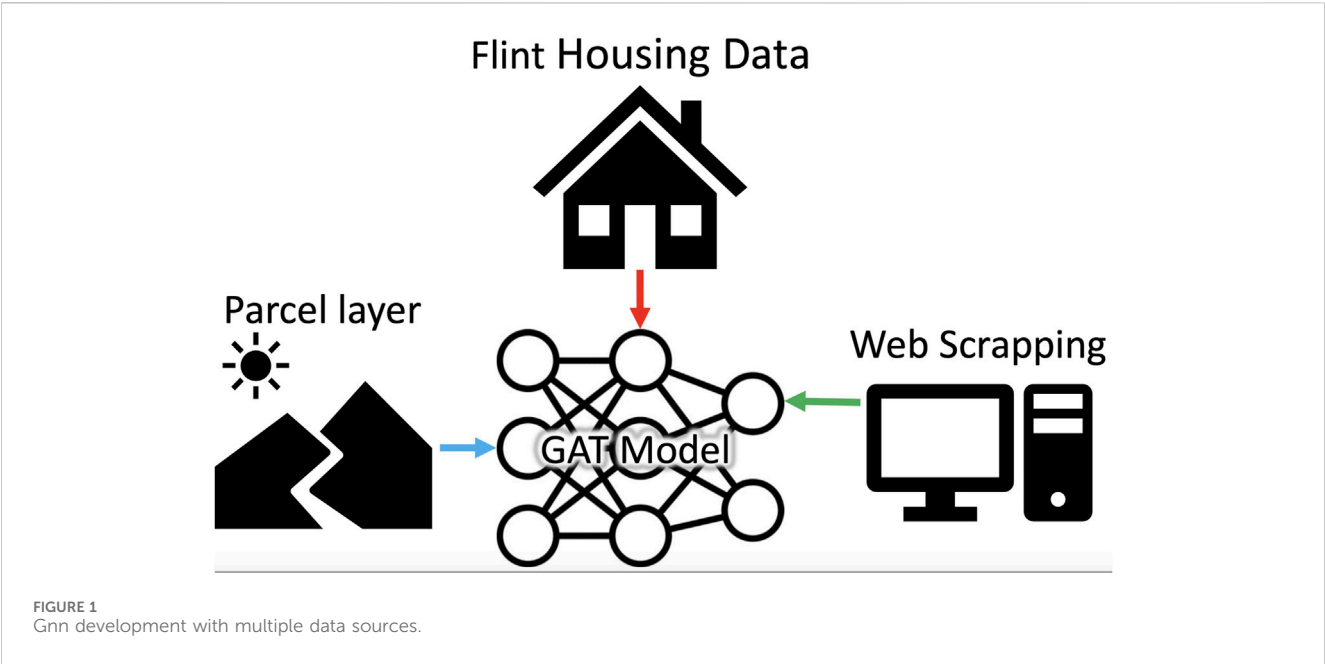 Flint Housing Data
Parcel layer
Web Scrapping
GAT Model
FIGURE 1
Gnn development with multiple data sources.